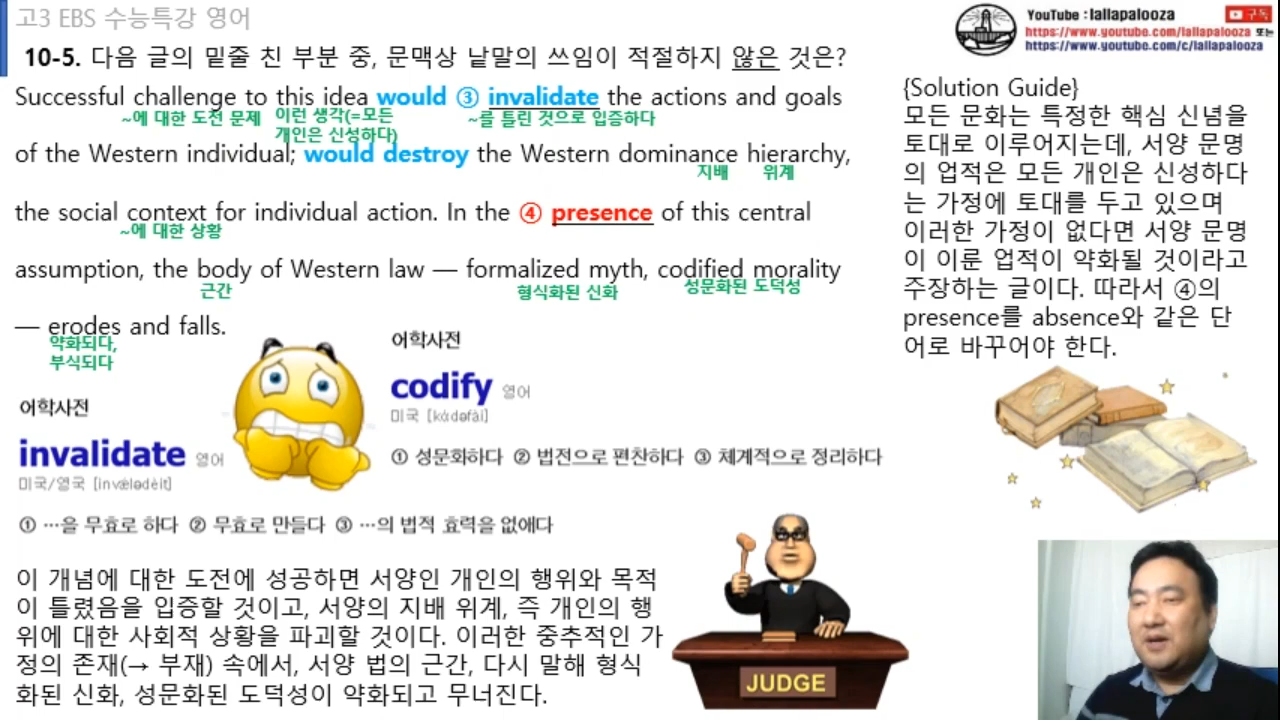 고3 EBS 수능특강 영어
YouTube : lallapalooza 구독
https://www.youtube.com/lallapalooza 또는
https://www.youtube.com/c/lallapalooza
10-5. 다음 글의 밑줄 친 부분 중, 문맥상 낱말의 쓰임이 적절하지 않은 것은?
Successful challenge to this idea would ③ invalidate the actions and goals
~에 대한 도전 문제 이런 생각(=모든 ~를 틀린 것으로 입증하다
개인은 신성하다)
of the Western individual; would destroy the Western dominance hierarchy,
지배 위계
the social context for individual action. In the ④ presence of this central
~에 대한 상황
assumption, the body of Western law — formalized myth, codified morality
근간 형식화된 신화 성문화된 도덕성
— erodes and falls.
약화되다,
부식되다
{Solution Guide}
모든 문화는 특정한 핵심 신념을
토대로 이루어지는데, 서양 문명
의 업적은 모든 개인은 신성하다
는 가정에 토대를 두고 있으며
이러한 가정이 없다면 서양 문명
이 이룬 업적이 약화될 것이라고
주장하는 글이다. 따라서 ④의
presence를 absence와 같은 단
어로 바꾸어야 한다.
어학사전
codify 영어
미국 [kάdəfài]
① 성문화하다 ② 법전으로 편찬하다 ③ 체계적으로 정리하다
어학사전
invalidate 영어
미국/영국 [invǽlədèit]
① …을 무효로 하다 ② 무효로 만들다 ③ …의 법적 효력을 없애다
이 개념에 대한 도전에 성공하면 서양인 개인의 행위와 목적
이 틀렸음을 입증할 것이고, 서양의 지배 위계, 즉 개인의 행
위에 대한 사회적 상황을 파괴할 것이다. 이러한 중추적인 가
정의 존재(→ 부재) 속에서, 서양 법의 근간, 다시 말해 형식
화된 신화, 성문화된 도덕성이 약화되고 무너진다.
JUDGE